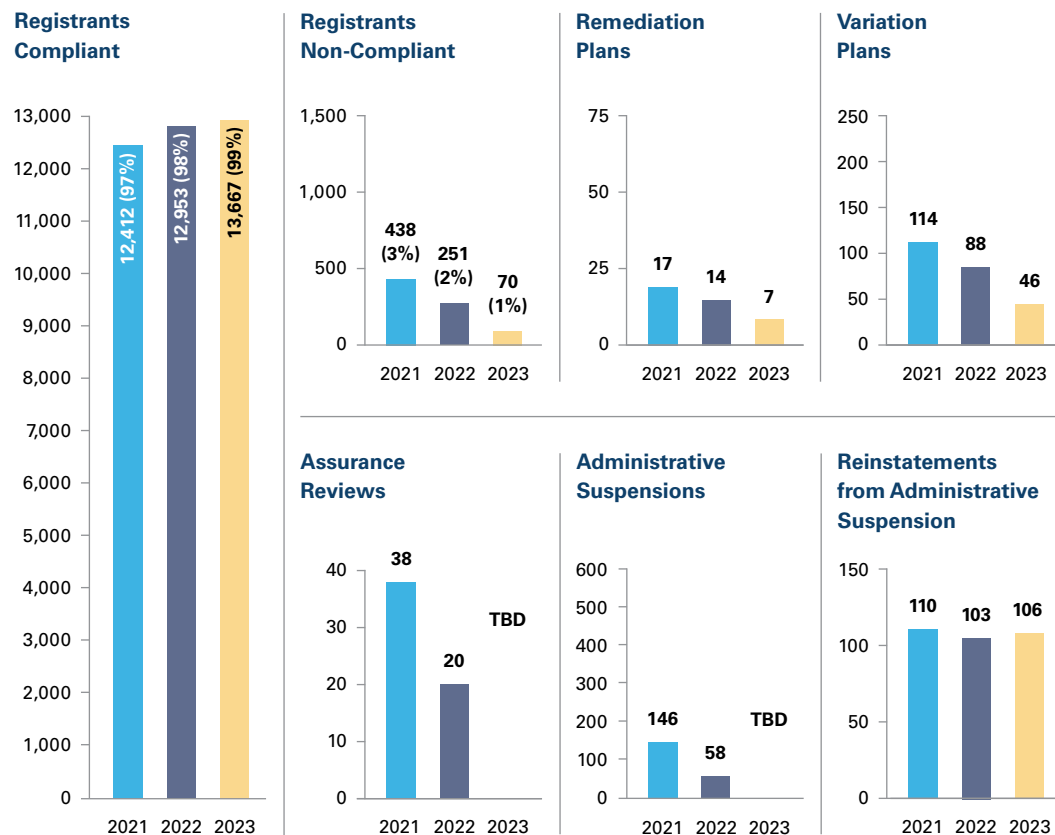 Registrants
Compliant
13,000
12,000
11,000
10,000
9,000
8,000
7,000
6,000
5,000
4,000
3,000
2,000
1,000
0
12,412 (97%)
12,953 (98%)
13,667 (99%)
2021 2022 2023
Registrants
Non-Compliant
1,500
1,000
500
0
438
(3%)
251
(2%)
70
(1%)
2021 2022 2023
Remediation
Plans
75
50
25
0
17
14
7
2021 2022 2023
Variation
Plans
250
200
150
100
50
0
114
88
46
2021 2022 2023
Assurance
Reviews
40
30
20
10
0
38
20
TBD
2021 2022 2023
Administrative
Suspensions
600
500
400
300
200
100
0
146
58
TBD
2021 2022 2023
Reinstatements
from Administrative
Suspension
150
100
50
0
110
103
106
2021 2022 2023